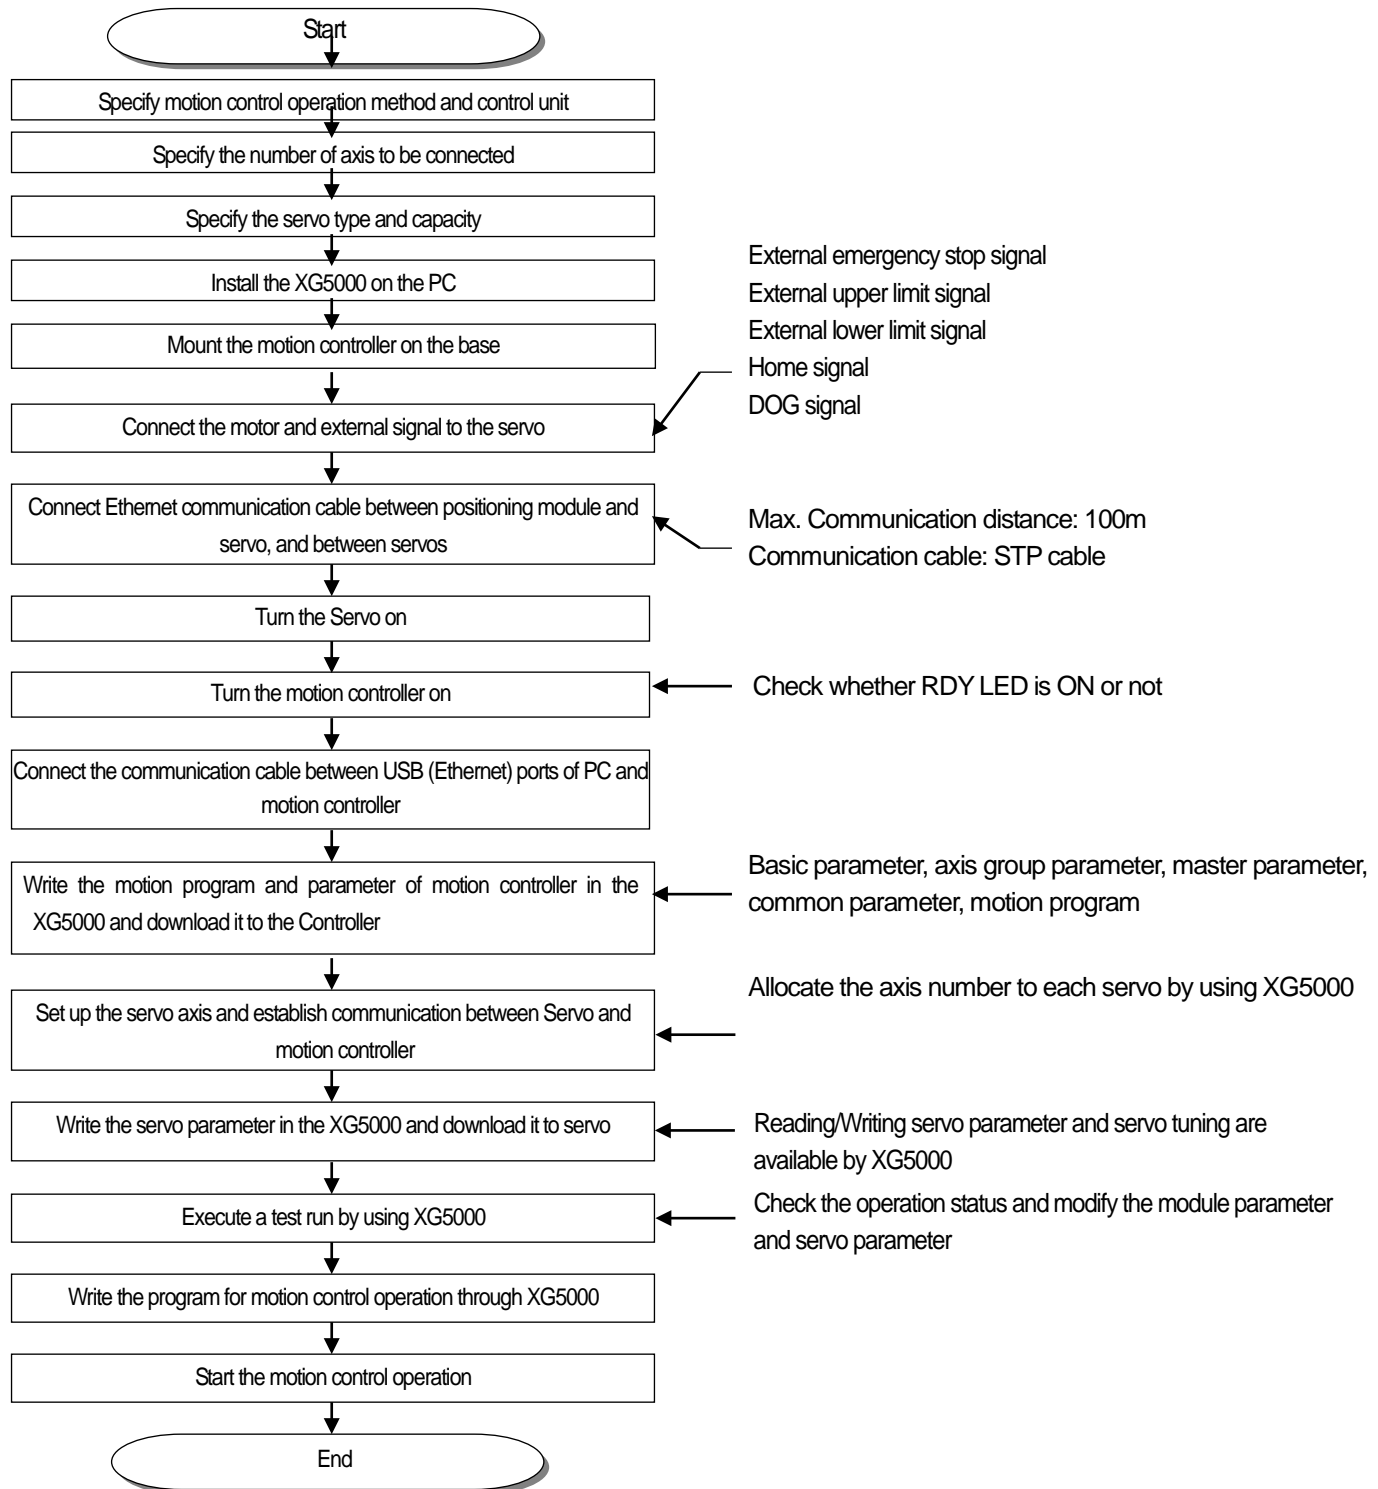 Start
Specify motion control operation method and control unit
Specify the number of axis to be connected
Specify the servo type and capacity
Install the XG5000 on the PC
Mount the motion controller on the base
External emergency stop signal
External upper limit signal
External lower limit signal
Home signal
DOG signal
Connect the motor and external signal to the servo
Connect Ethernet communication cable between positioning module and
servo, and between servos
Max. Communication distance: 100m
Communication cable: STP cable
Turn the Servo on
Turn the motion controller on
Check whether RDY LED is ON or not
Connect the communication cable between USB (Ethernet) ports of PC and
motion controller
Write the motion program and parameter of motion controller in the
XG5000 and download it to the Controller
Basic parameter, axis group parameter, master parameter,
common parameter, motion program
Set up the servo axis and establish communication between Servo and
motion controller
Allocate the axis number to each servo by using XG5000
Write the servo parameter in the XG5000 and download it to servo
Reading/Writing servo parameter and servo tuning are
available by XG5000
Execute a test run by using XG5000
Check the operation status and modify the module parameter
and servo parameter
Write the program for motion control operation through XG5000
Start the motion control operation
End